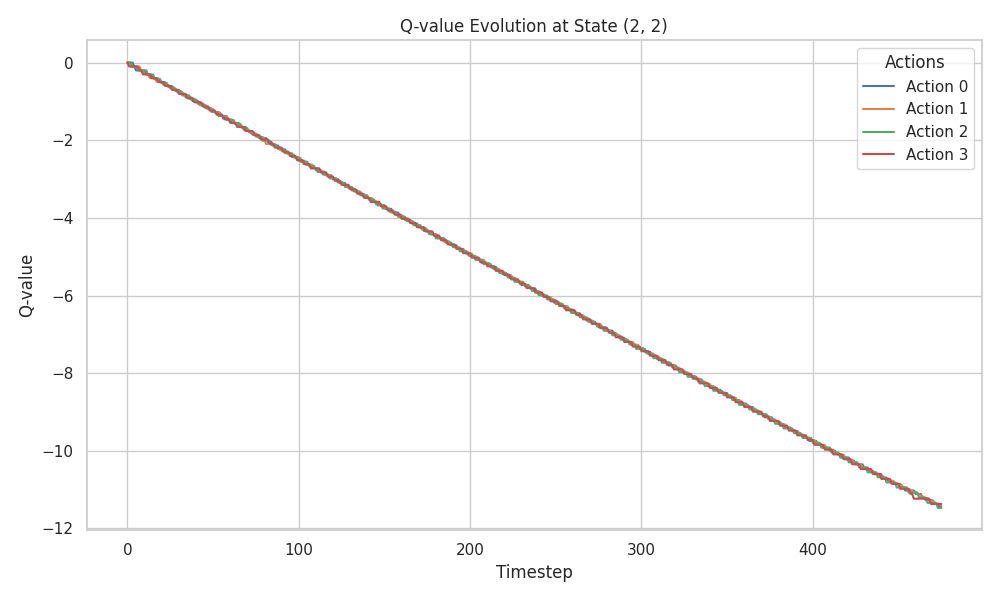 Q-value Evolution at State (2, 2)
Actions
Action 0
Action 1
Action 2
Action 3
Q-value
0
−2
−4
−6
−8
−10
−12
0 100 200 300 400
Timestep